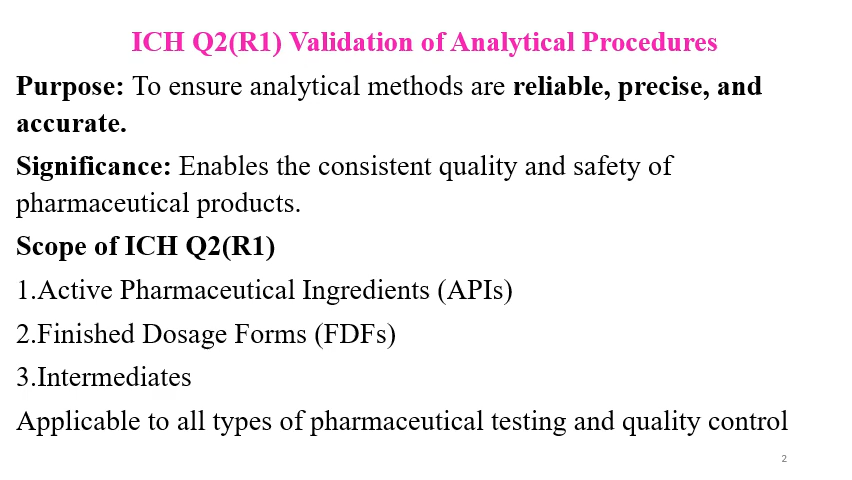 ICH Q2(R1) Validation of Analytical Procedures
Purpose: To ensure analytical methods are reliable, precise, and
accurate.
Significance: Enables the consistent quality and safety of
pharmaceutical products.
Scope of ICH Q2(R1)
1.Active Pharmaceutical Ingredients (APIs)
2.Finished Dosage Forms (FDFs)
3.Intermediates
Applicable to all types of pharmaceutical testing and quality control
2